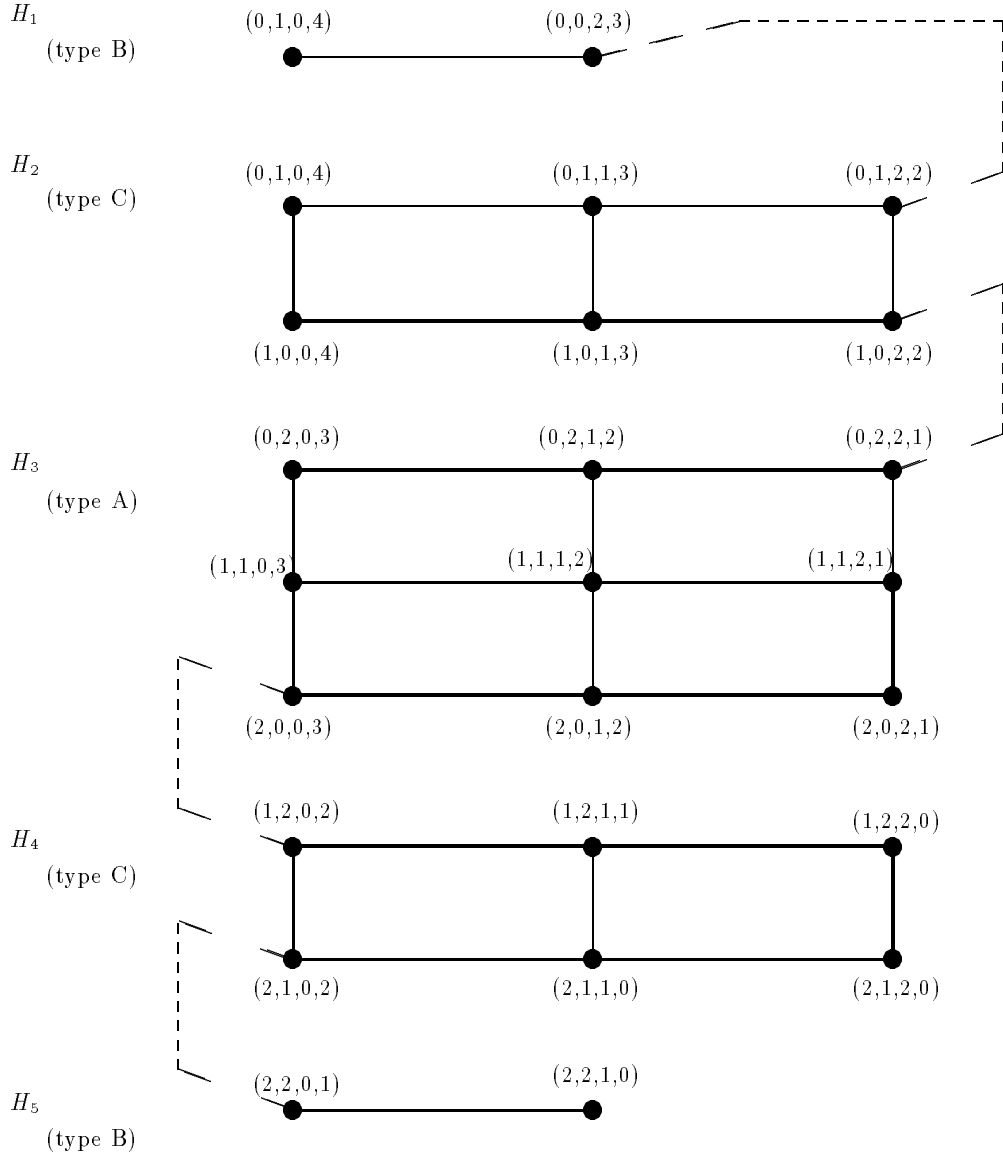 H₁ (0,1,0,4) (0,0,2,3)
(type B)
H₂ (0,1,0,4) (0,1,1,3) (0,1,2,2)
(type C)
(1,0,0,4) (1,0,1,3) (1,0,2,2)
(0,2,0,3) (0,2,1,2) (0,2,2,1)
H₃
(type A)
(1,1,0,3) (1,1,1,2) (1,1,2,1)
(2,0,0,3) (2,0,1,2) (2,0,2,1)
(1,2,0,2) (1,2,1,1) (1,2,2,0)
H₄
(type C)
(2,1,0,2) (2,1,1,0) (2,1,2,0)
(2,2,0,1) (2,2,1,0)
H₅
(type B)